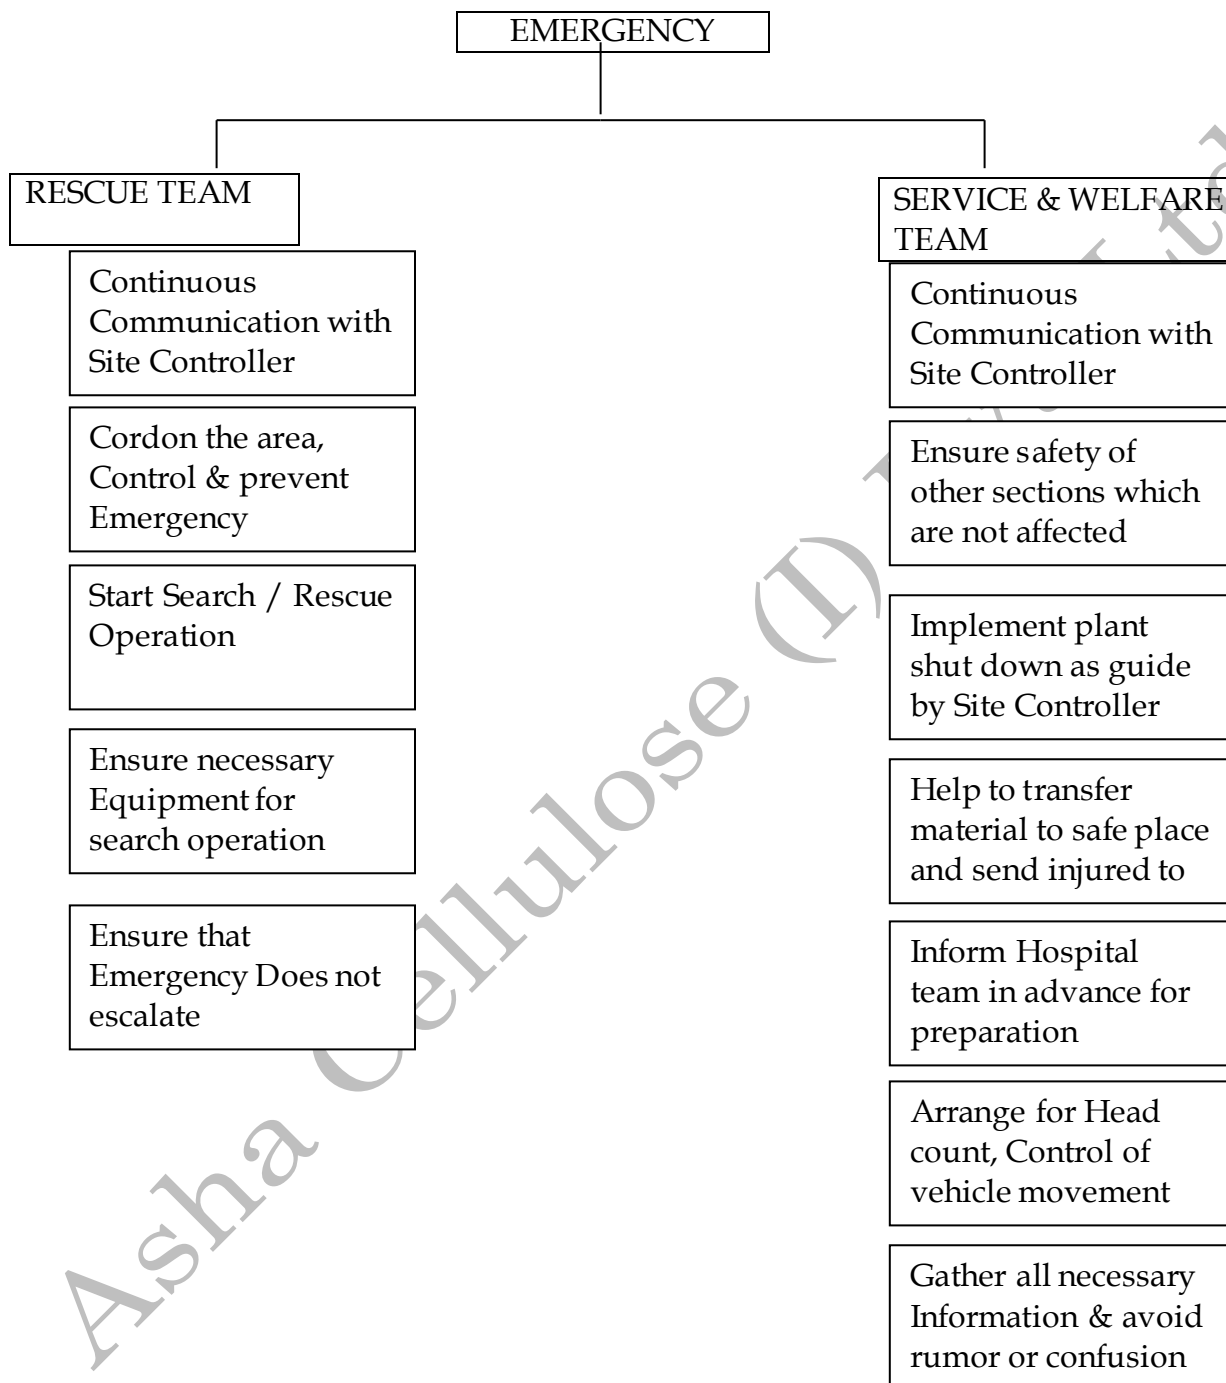 EMERGENCY
RESCUE TEAM
Continuous
Communication with
Site Controller
Cordon the area,
Control & prevent
Emergency
Start Search / Rescue
Operation
Ensure necessary
Equipment for
search operation
Ensure that
Emergency Does not
escalate
SERVICE & WELFARE
TEAM
Continuous
Communication with
Site Controller
Ensure safety of
other sections which
are not affected
Implement plant
shut down as guide
by Site Controller
Help to transfer
material to safe place
and send injured to
Inform Hospital
team in advance for
preparation
Arrange for Head
count, Control of
vehicle movement
Gather all necessary
Information & avoid
rumor or confusion
Asha Cellulose (I) Ltd